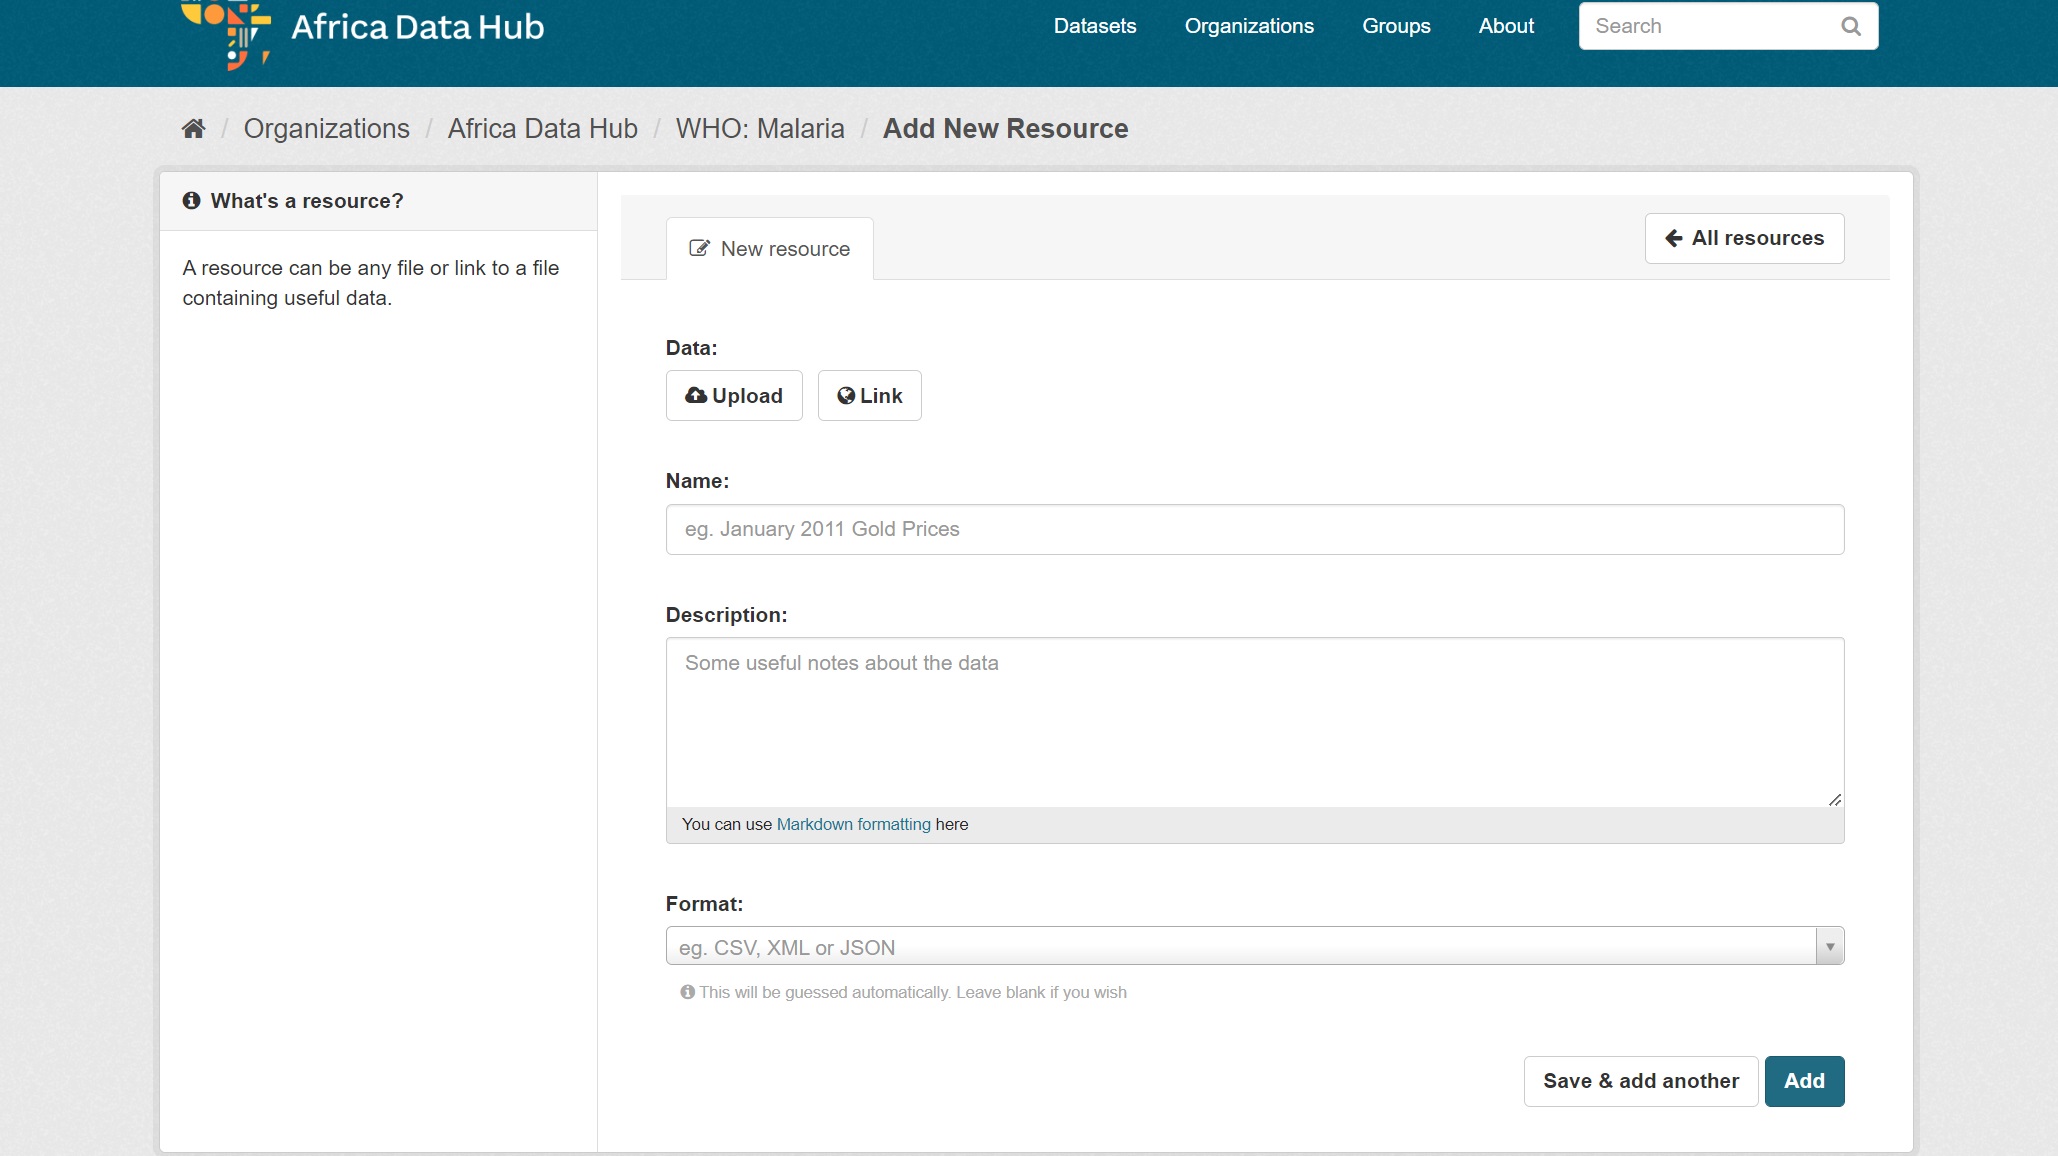 Africa Data Hub
Datasets Organizations Groups About Search
/ Organizations / Africa Data Hub / WHO: Malaria / Add New Resource
What's a resource?
A resource can be any file or link to a file
containing useful data.
New resource
All resources
Data:
Upload Link
Name:
eg. January 2011 Gold Prices
Description:
Some useful notes about the data
You can use Markdown formatting here
Format:
eg. CSV, XML or JSON
This will be guessed automatically. Leave blank if you wish
Save & add another Add